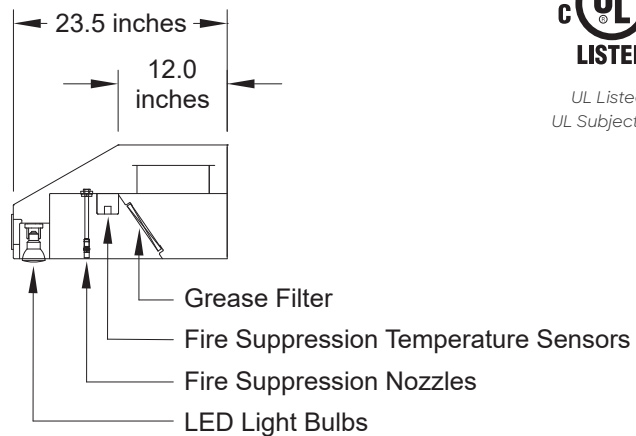 23.5 inches
12.0
inches
C UL ®
LISTED
UL Listed
UL Subject
Grease Filter
Fire Suppression Temperature Sensors
Fire Suppression Nozzles
LED Light Bulbs